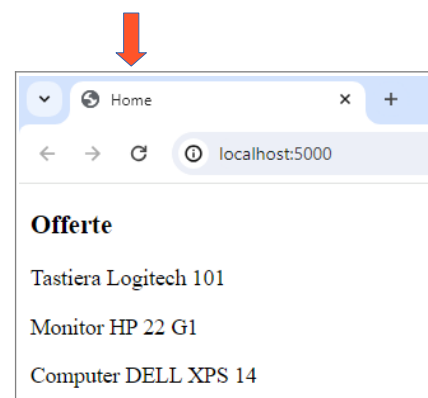 Home
localhost:5000
Offerte
Tastiera Logitech 101
Monitor HP 22 G1
Computer DELL XPS 14